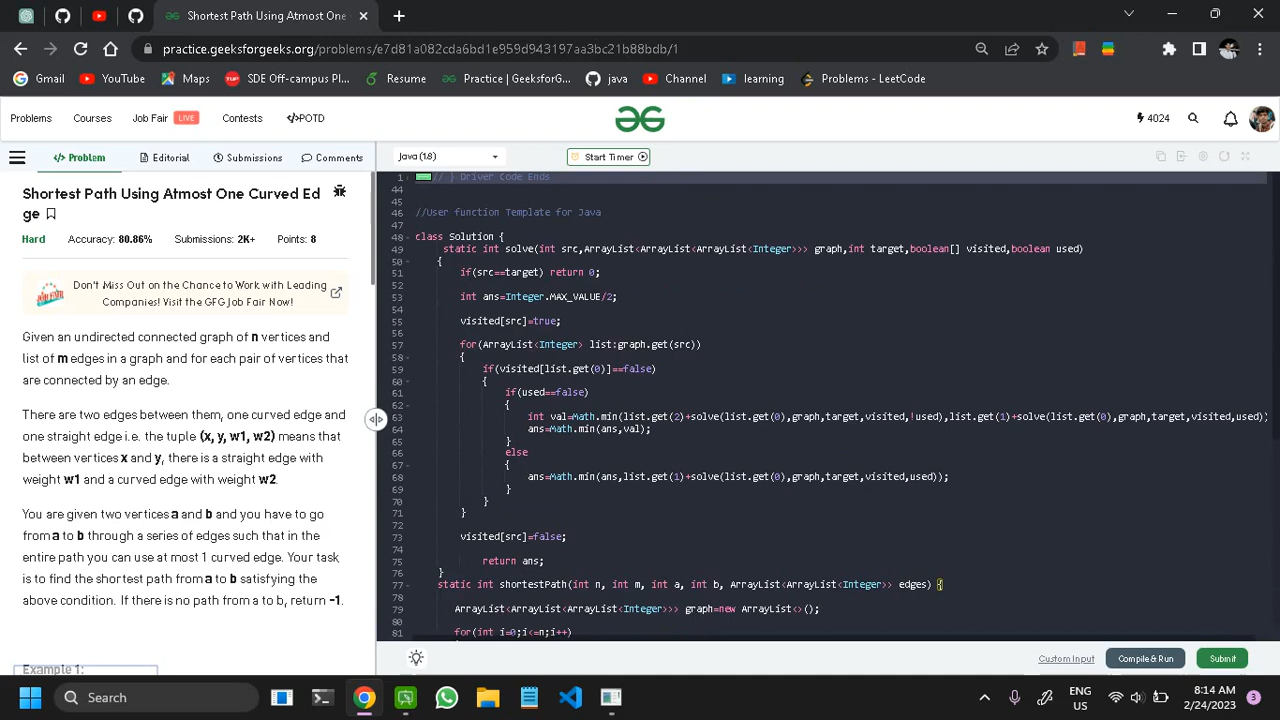 Shortest Path Using Atmost One
practice.geeksforgeeks.org/problems/e7d81a082cda6bd1e959d943197aa3bc21b88bdb/1
Gmail YouTube Maps SDE Off-campus Pl... Resume Practice | GeeksforG... java Channel learning Problems - LeetCode
Problems Courses Job Fair LIVE Contests </>POTD 4024
</> Problem Editorial Submissions Comments Java (1.8) Start Timer
Shortest Path Using Atmost One Curved Ed
ge
Hard Accuracy: 80.86% Submissions: 2K+ Points: 8
Don't Miss Out on the Chance to Work with Leading
Companies! Visit the GFG Job Fair Now!
Given an undirected connected graph of n vertices and
list of m edges in a graph and for each pair of vertices that
are connected by an edge.
There are two edges between them, one curved edge and
one straight edge i.e. the tuple (x, y, w1, w2) means that
between vertices x and y, there is a straight edge with
weight w1 and a curved edge with weight w2.
You are given two vertices a and b and you have to go
from a to b through a series of edges such that in the
entire path you can use at most 1 curved edge. Your task
is to find the shortest path from a to b satisfying the
above condition. If there is no path from a to b, return -1.
Example 1:
1 // } Driver Code Ends
44
45
46 //User function Template for Java
47
48 class Solution {
49 static int solve(int src,ArrayList<ArrayList<ArrayList<Integer>>> graph,int target,boolean[] visited,boolean used)
50 {
51 if(src==target) return 0;
52
53 int ans=Integer.MAX_VALUE/2;
54
55 visited[src]=true;
56
57 for(ArrayList<Integer> list:graph.get(src))
58 {
59 if(visited[list.get(0)]==false)
60 {
61 if(used==false)
62 {
63 int val=Math.min(list.get(2)+solve(list.get(0),graph,target,visited,!used),list.get(1)+solve(list.get(0),graph,target,visited,used)
64 ans=Math.min(ans,val);
65 }
66 else
67 {
68 ans=Math.min(ans,list.get(1)+solve(list.get(0),graph,target,visited,used));
69 }
70 }
71 }
72
73 visited[src]=false;
74
75 return ans;
76 }
77 static int shortestPath(int n, int m, int a, int b, ArrayList<ArrayList<Integer>> edges) {
78
79 ArrayList<ArrayList<ArrayList<Integer>>> graph=new ArrayList<>();
80
81 for(int i=0;i<=n;i++)
Custom Input Compile & Run Submit
Search
ENG
US
8:14 AM
2/24/2023
3